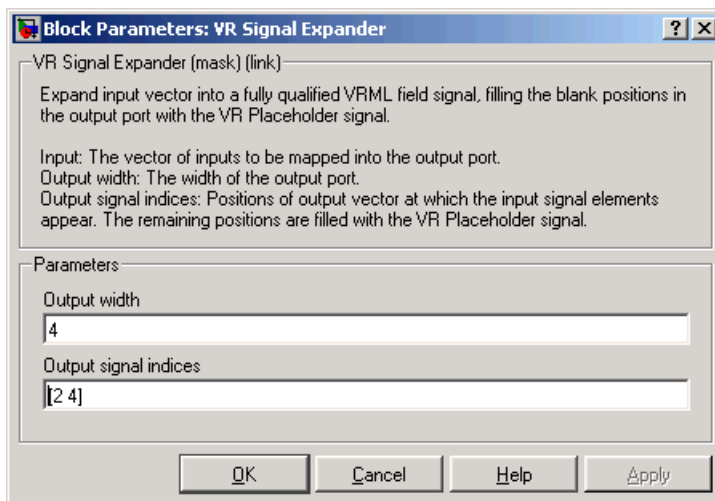 Block Parameters: VR Signal Expander
VR Signal Expander (mask) (link)
Expand input vector into a fully qualified VRML field signal, filling the blank positions in
the output port with the VR Placeholder signal.
Input: The vector of inputs to be mapped into the output port.
Output width: The width of the output port.
Output signal indices: Positions of output vector at which the input signal elements
appear. The remaining positions are filled with the VR Placeholder signal.
Parameters
Output width
4
Output signal indices
[2 4]
OK Cancel Help Apply